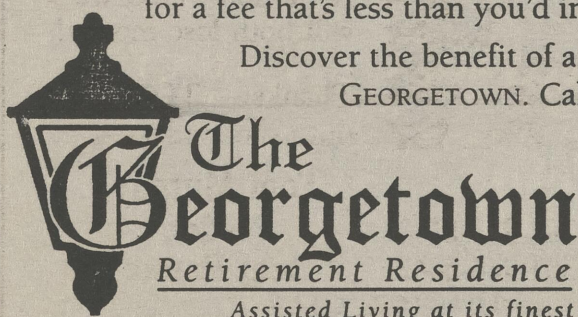 for a fee that's less than you'd in
Discover the benefit of a
GEORGETOWN. Ca
The
Georgetown
Retirement Residence
Assisted Living at its finest